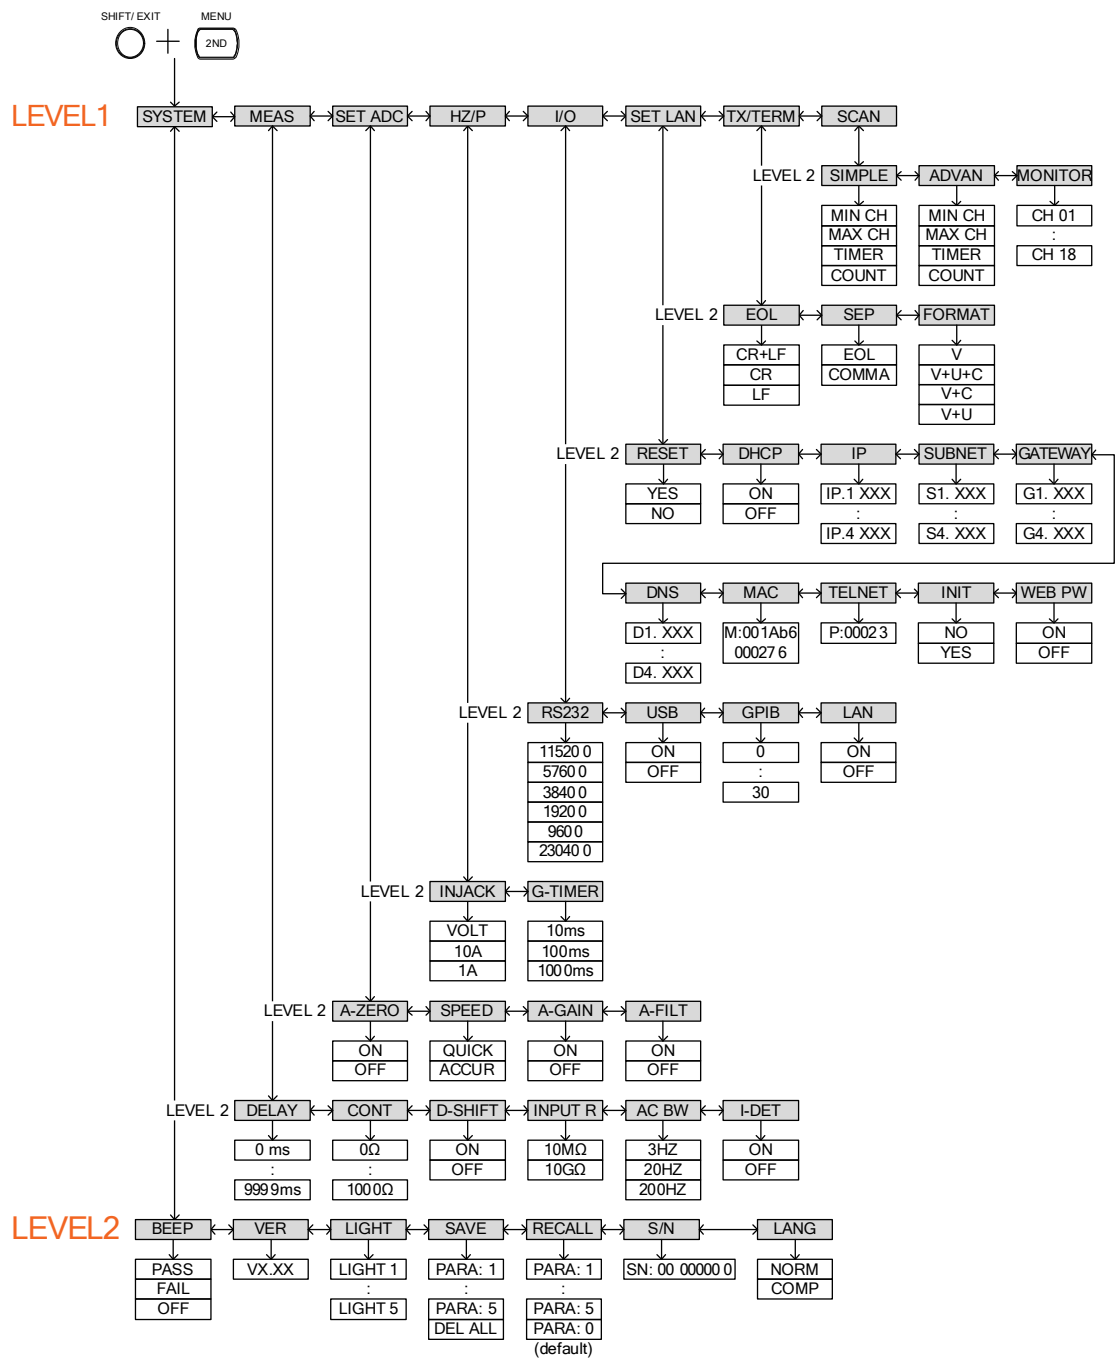 SHIFT/ EXIT MENU
2ND
LEVEL1 SYSTEM MEAS SET ADC HZ/P I/O SET LAN TX/TERM SCAN
LEVEL 2 SIMPLE ADVAN MONITOR
MIN CH MIN CH CH 01
MAX CH MAX CH :
TIMER TIMER CH 18
COUNT COUNT
LEVEL 2 EOL SEP FORMAT
CR+LF EOL V
CR COMMA V+U+C
LF V+C
V+U
LEVEL 2 RESET DHCP IP SUBNET GATEWAY
YES ON IP.1 XXX S1. XXX G1. XXX
NO OFF : : :
IP.4 XXX S4. XXX G4. XXX
DNS MAC TELNET INIT WEB PW
D1. XXX M:001Ab6 P:00023 NO ON
: 000276 YES OFF
D4. XXX
LEVEL 2 RS232 USB GPIB LAN
115200 ON 0 ON
57600 OFF : OFF
38400 30
19200
9600
230400
LEVEL 2 INJACK G-TIMER
VOLT 10ms
10A 100ms
1A 1000ms
LEVEL 2 A-ZERO SPEED A-GAIN A-FILT
ON QUICK ON ON
OFF ACCUR OFF OFF
LEVEL 2 DELAY CONT D-SHIFT INPUT R AC BW I-DET
0 ms 0Ω ON 10MΩ 3HZ ON
: : OFF 10GΩ 20HZ OFF
9999ms 1000Ω 200HZ
LEVEL2 BEEP VER LIGHT SAVE RECALL S/N LANG
PASS VX.XX LIGHT 1 PARA: 1 PARA: 1 SN: 00 000000 NORM
FAIL : : : COMP
OFF LIGHT 5 PARA: 5 PARA: 5
DEL ALL PARA: 0
(default)